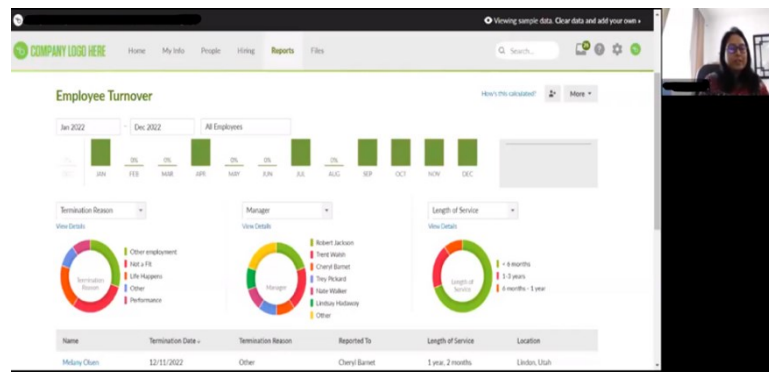 Viewing sample data. Clear data and add your own ›
COMPANY LOGO HERE Home My Info People Hiring Reports Files Search...
Employee Turnover How's this calculated? More
Jan 2022 - Dec 2022 All Employees
0% 0% 0% 0% 0%
JAN FEB MAR APR MAY JUN JUL AUG SEP OCT NOV DEC
Termination Reason Manager Length of Service
View Details View Details View Details
Termination Reason
Other employment
Not a Fit
Life Happens
Other
Performance
Manager
Robert Jackson
Trent Walsh
Cheryl Barnet
Trey Pickard
Nate Walker
Lindsay Hadaway
Other
Length of Service
< 6 months
1-3 years
6 months - 1 year
Name Termination Date Termination Reason Reported To Length of Service Location
Melany Olsen 12/11/2022 Other Cheryl Barnet 1 year, 2 months Lindon, Utah